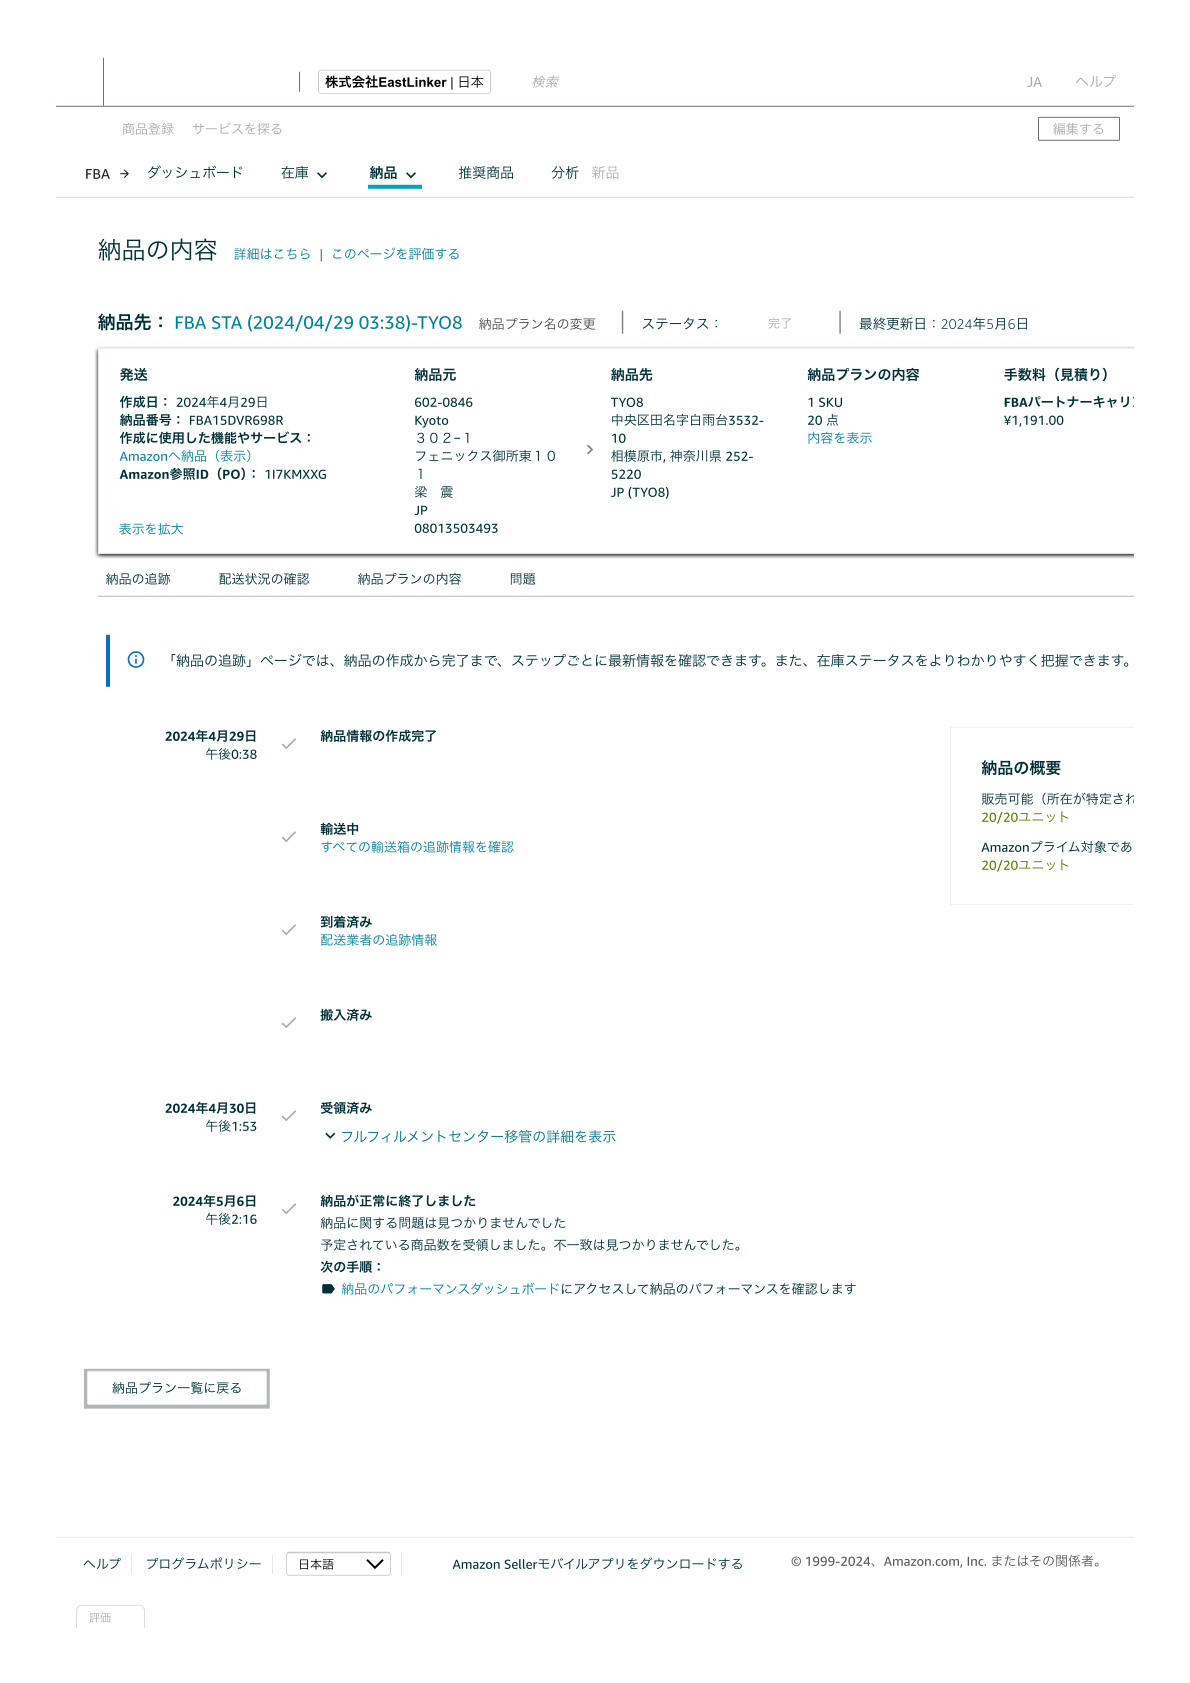 株式会社EastLinker | 日本 検索 JA ヘルプ
商品登録 サービスを探る 編集する
FBA → ダッシュボード 在庫 納品 推奨商品 分析 新品
納品の内容 詳細はこちら | このページを評価する
納品先： FBA STA (2024/04/29 03:38)-TYO8 納品プラン名の変更 ステータス： 完了 最終更新日：2024年5月6日
発送
作成日： 2024年4月29日
納品番号： FBA15DVR698R
作成に使用した機能やサービス：
Amazonへ納品（表示）
Amazon参照ID（PO）： 1I7KMXXG
表示を拡大
納品元
602-0846
Kyoto
３０２−１
フェニックス御所東１０
１
梁　震
JP
08013503493
納品先
TYO8
中央区田名字白雨台3532-
10
相模原市, 神奈川県 252-
5220
JP (TYO8)
納品プランの内容
1 SKU
20 点
内容を表示
手数料（見積り）
FBAパートナーキャリ
¥1,191.00
納品の追跡 配送状況の確認 納品プランの内容 問題
「納品の追跡」ページでは、納品の作成から完了まで、ステップごとに最新情報を確認できます。また、在庫ステータスをよりわかりやすく把握できます。
2024年4月29日 納品情報の作成完了
午後0:38
輸送中
すべての輸送箱の追跡情報を確認
到着済み
配送業者の追跡情報
搬入済み
2024年4月30日 受領済み
午後1:53
フルフィルメントセンター移管の詳細を表示
2024年5月6日 納品が正常に終了しました
午後2:16
納品に関する問題は見つかりませんでした
予定されている商品数を受領しました。不一致は見つかりませんでした。
次の手順：
納品のパフォーマンスダッシュボードにアクセスして納品のパフォーマンスを確認します
納品の概要
販売可能（所在が特定され
20/20ユニット
Amazonプライム対象であ
20/20ユニット
納品プラン一覧に戻る
ヘルプ プログラムポリシー 日本語 Amazon Sellerモバイルアプリをダウンロードする © 1999-2024、Amazon.com, Inc. またはその関係者。
評価